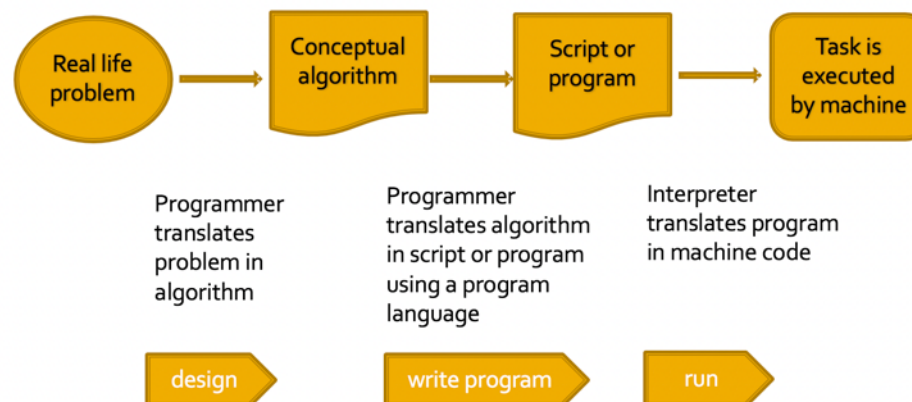 Real life
problem
Conceptual
algorithm
Script or
program
Task is
executed
by machine
Programmer
translates
problem in
algorithm
Programmer
translates algorithm
in script or program
using a program
language
Interpreter
translates program
in machine code
design
write program
run